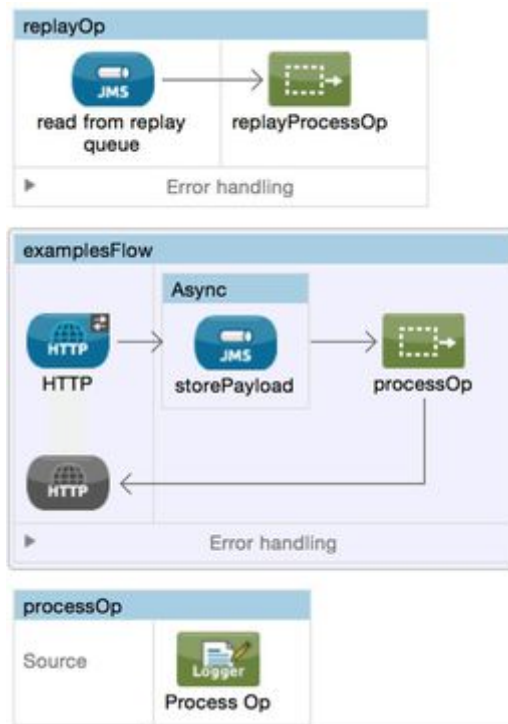 replayOp
JMS
read from replay
queue
replayProcessOp
Error handling
examplesFlow
Async
HTTP
JMS
HTTP
storePayload
processOp
HTTP
Error handling
processOp
Source
Logger
Process Op